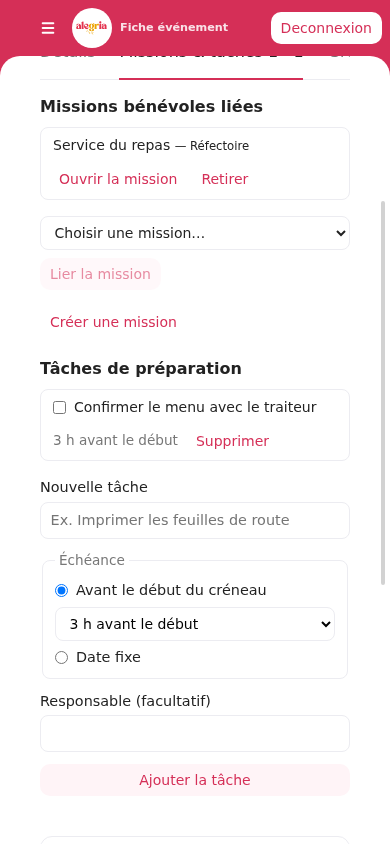 alegria
Fiche événement
Deconnexion
Missions bénévoles liées
Service du repas — Réfectoire
Ouvrir la mission Retirer
Choisir une mission...
Lier la mission
Créer une mission
Tâches de préparation
Confirmer le menu avec le traiteur
3 h avant le début Supprimer
Nouvelle tâche
Ex. Imprimer les feuilles de route
Échéance
Avant le début du créneau
3 h avant le début
Date fixe
Responsable (facultatif)
Ajouter la tâche